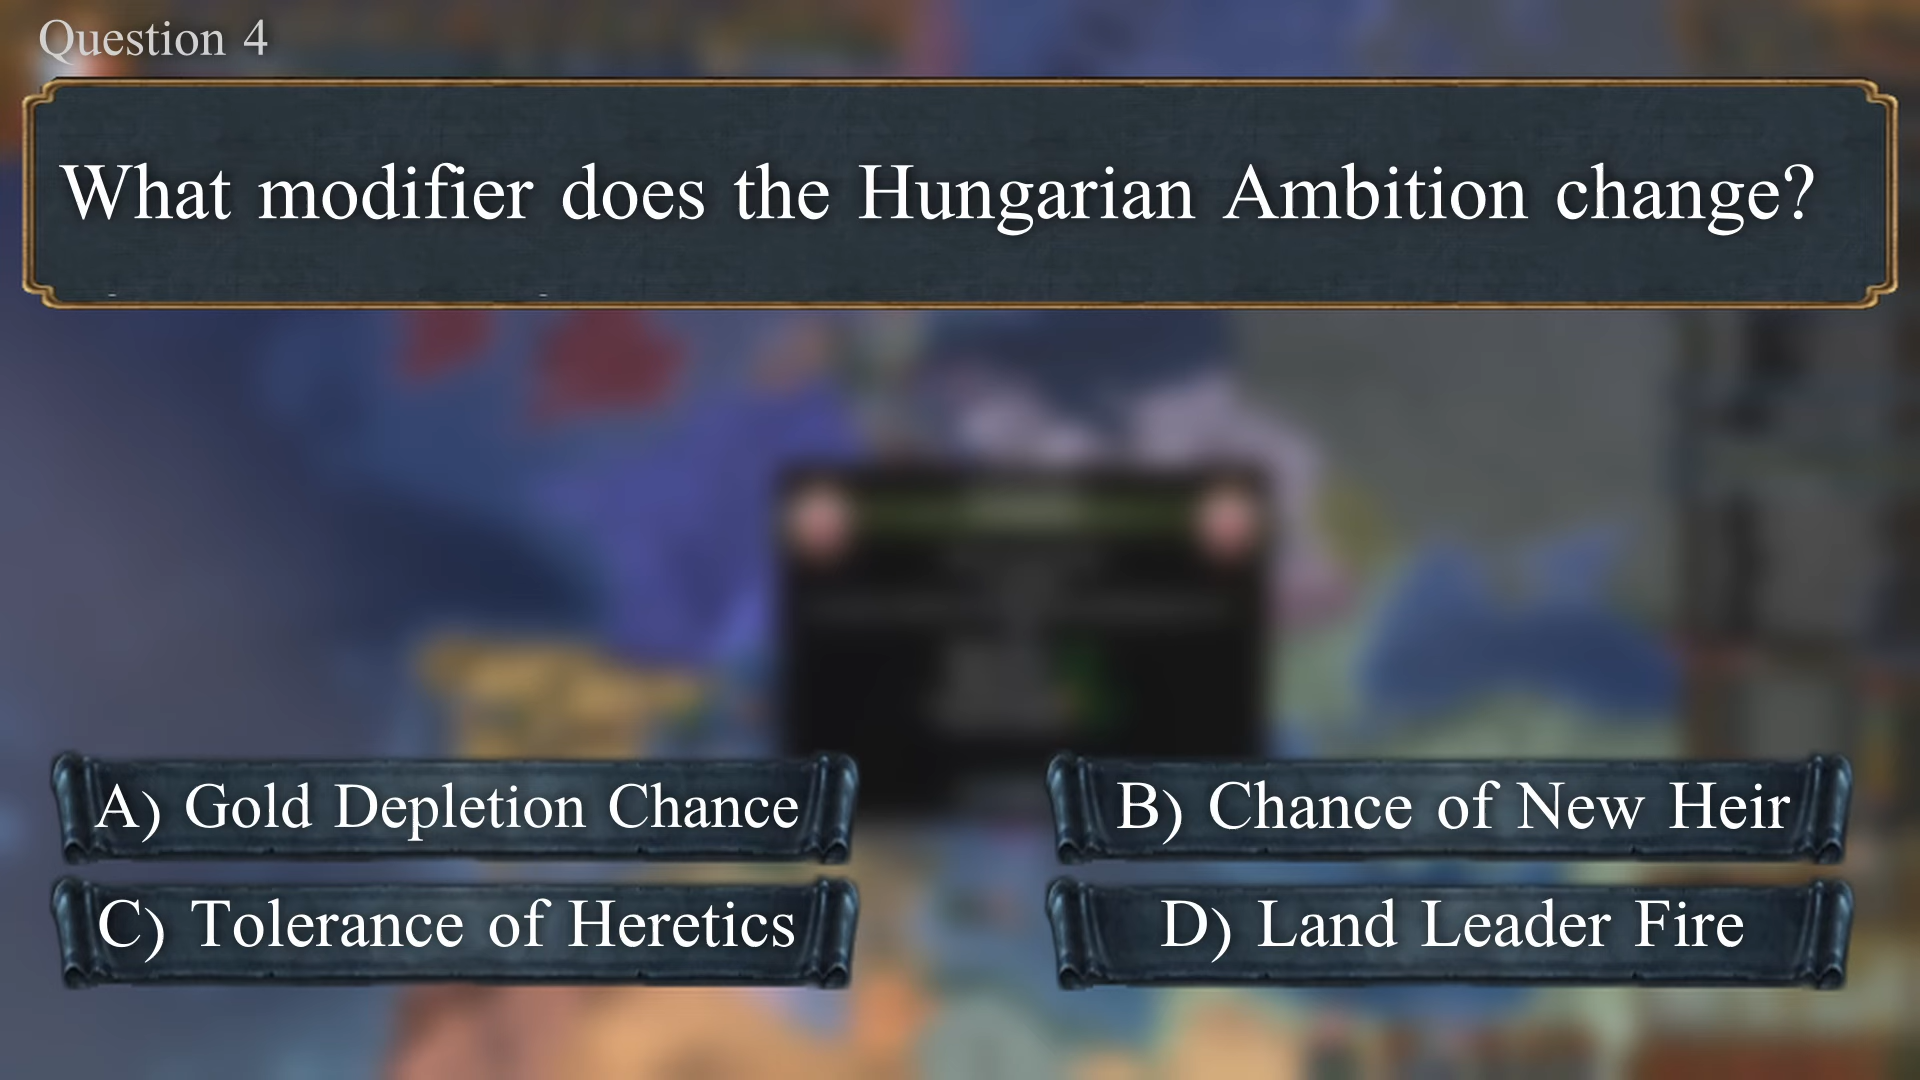 Question 4
What modifier does the Hungarian Ambition change?
A) Gold Depletion Chance
B) Chance of New Heir
C) Tolerance of Heretics
D) Land Leader Fire